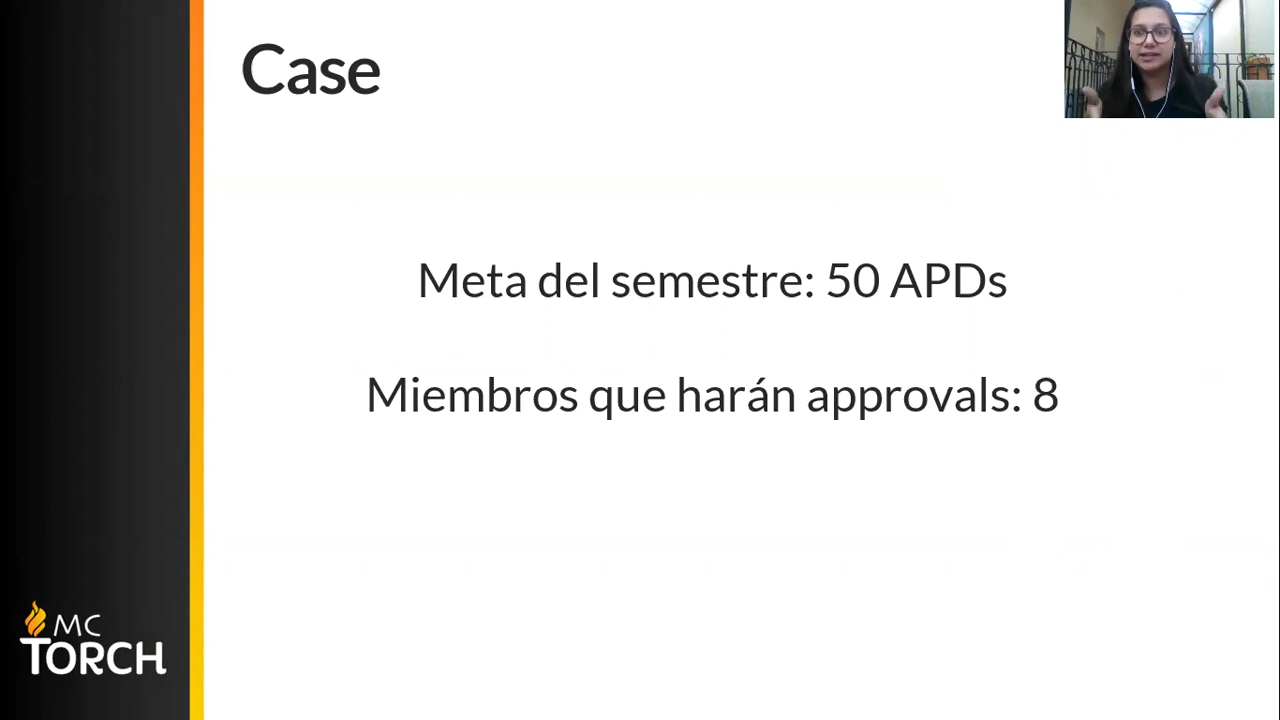 Case
Meta del semestre: 50 APDs
Miembros que harán approvals: 8
MC
TORCH